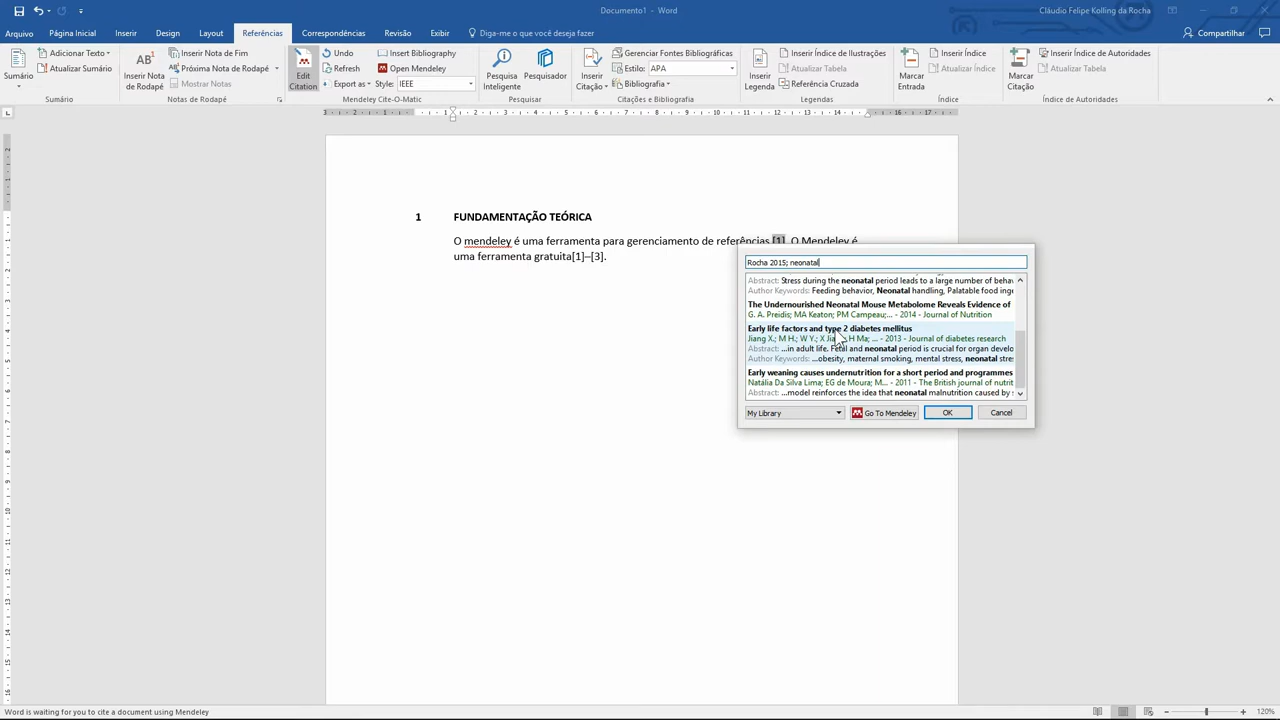 Documento1 - Word
Cláudio Felipe Kolling da Rocha
Arquivo Página Inicial Inserir Design Layout Referências Correspondências Revisão Exibir Diga-me o que você deseja fazer Compartilhar
Sumário
Adicionar Texto
Atualizar Sumário
Sumário
AB¹
Inserir Nota de Rodapé
Inserir Nota de Fim
Próxima Nota de Rodapé
Mostrar Notas
Notas de Rodapé
Edit Citation
Undo
Refresh
Export as
Insert Bibliography
Open Mendeley
Style: IEEE
Mendeley Cite-O-Matic
Pesquisa Inteligente
Pesquisador
Pesquisar
Inserir Citação
Gerenciar Fontes Bibliográficas
Estilo: APA
Bibliografia
Citações e Bibliografia
Inserir Legenda
Inserir Índice de Ilustrações
Atualizar Tabela
Referência Cruzada
Legendas
Marcar Entrada
Inserir Índice
Atualizar Índice
Índice
Marcar Citação
Inserir Índice de Autoridades
Atualizar Tabela
Índice de Autoridades
1 FUNDAMENTAÇÃO TEÓRICA
O mendeley é uma ferramenta para gerenciamento de referências [1]. O Mendeley é
uma ferramenta gratuita[1]–[3].
Rocha 2015; neonatal
Abstract: Stress during the neonatal period leads to a large number of beha
Author Keywords: Feeding behavior, Neonatal handling, Palatable food inge
The Undernourished Neonatal Mouse Metabolome Reveals Evidence of
G. A. Preidis; MA Keaton; PM Campeau;... - 2014 - Journal of Nutrition
Early life factors and type 2 diabetes mellitus
Jiang X.; M H.; W Y.; X H Ma; ... - 2013 - Journal of diabetes research
Abstract: ...in adult life. Fetal and neonatal period is crucial for organ develo
Author Keywords: ...obesity, maternal smoking, mental stress, neonatal stre
Early weaning causes undernutrition for a short period and programmes
Natália Da Silva Lima; EG de Moura; M... - 2011 - The British journal of nutrit
Abstract: ...model reinforces the idea that neonatal malnutrition caused by s
My Library Go To Mendeley OK Cancel
Word is waiting for you to cite a document using Mendeley
120%